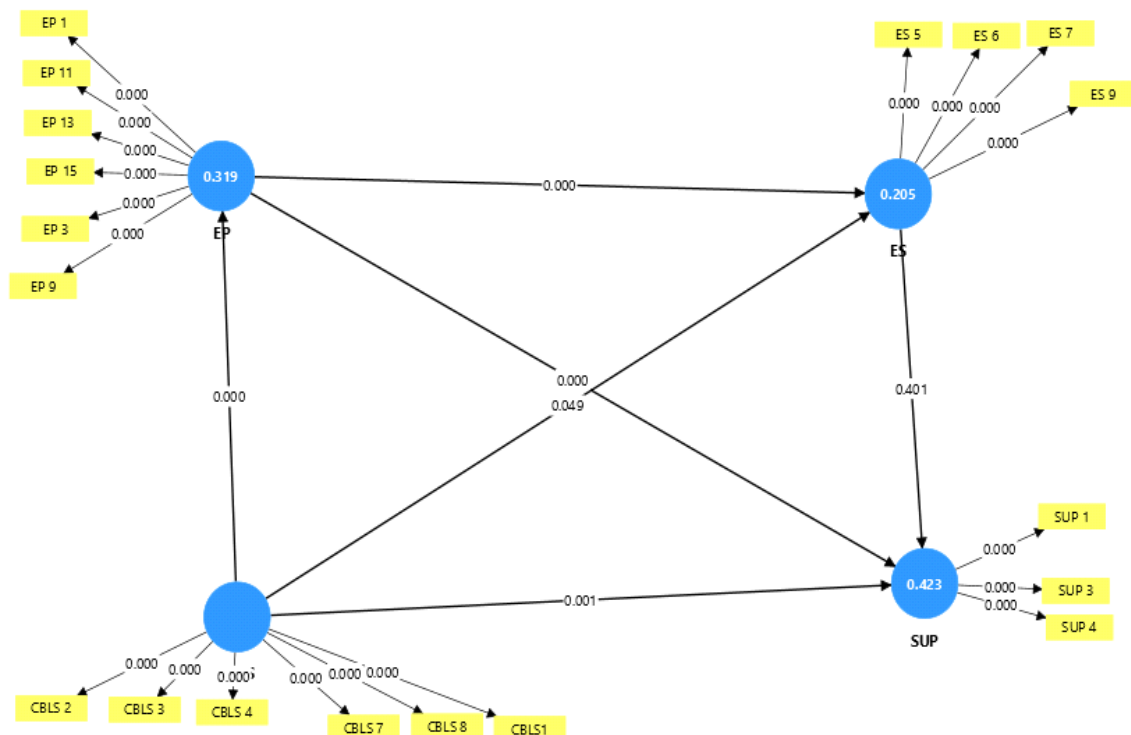 EP 1
EP 11
EP 13
EP 15
EP 3
EP 9
0.000
0.000
0.000
0.000
0.000
0.000
0.319
EP
ES 5
ES 6
ES 7
ES 9
0.000
0.000
0.000
0.000
0.205
ES
0.000
0.000
0.000
0.049
0.401
0.001
SUP 1
SUP 3
SUP 4
0.000
0.000
0.000
0.423
SUP
0.000
0.000
0.000
0.000
0.000
0.000
CBLS 2
CBLS 3
CBLS 4
CBLS 7
CBLS 8
CBLS1